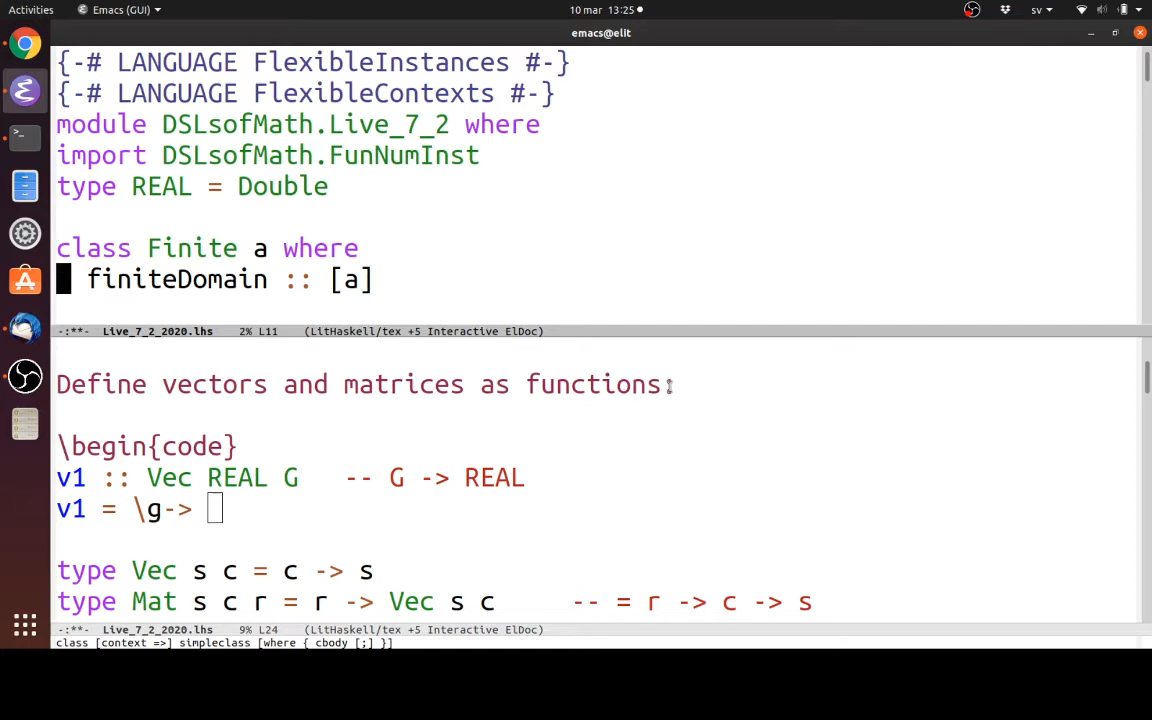 Activities Emacs (GUI) 10 mar 13:25 sv
emacs@elit
{-# LANGUAGE FlexibleInstances #-}
{-# LANGUAGE FlexibleContexts #-}
module DSLsofMath.Live_7_2 where
import DSLsofMath.FunNumInst
type REAL = Double
class Finite a where
finiteDomain :: [a]
-:**- Live_7_2_2020.lhs 2% L11 (LitHaskell/tex +5 Interactive ElDoc)
Define vectors and matrices as functions:
\begin{code}
v1 :: Vec REAL G -- G -> REAL
v1 = \g->
type Vec s c = c -> s
type Mat s c r = r -> Vec s c -- = r -> c -> s
-:**- Live_7_2_2020.lhs 9% L24 (LitHaskell/tex +5 Interactive ElDoc)
class [context =>] simpleclass [where { cbody [;] }]